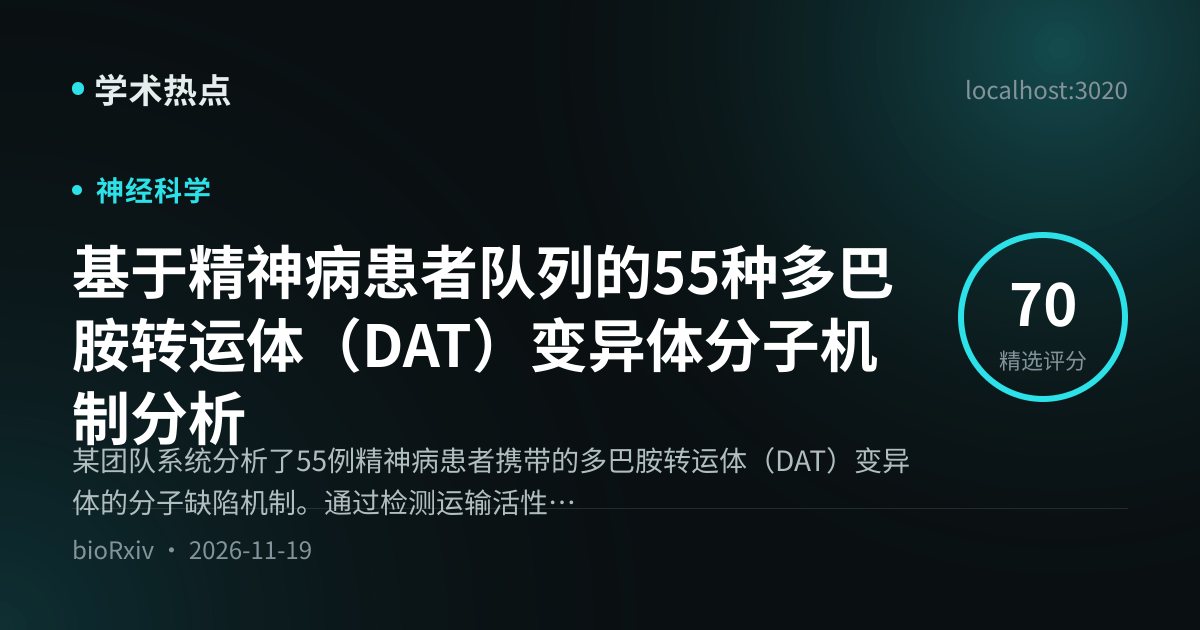 学术热点
localhost:3020
神经科学
基于精神病患者队列的55种多巴
胺转运体（DAT）变异体分子机
制分析
70
精选评分
某团队系统分析了55例精神病患者携带的多巴胺转运体（DAT）变异
体的分子缺陷机制。通过检测运输活性…
bioRxiv • 2026-11-19